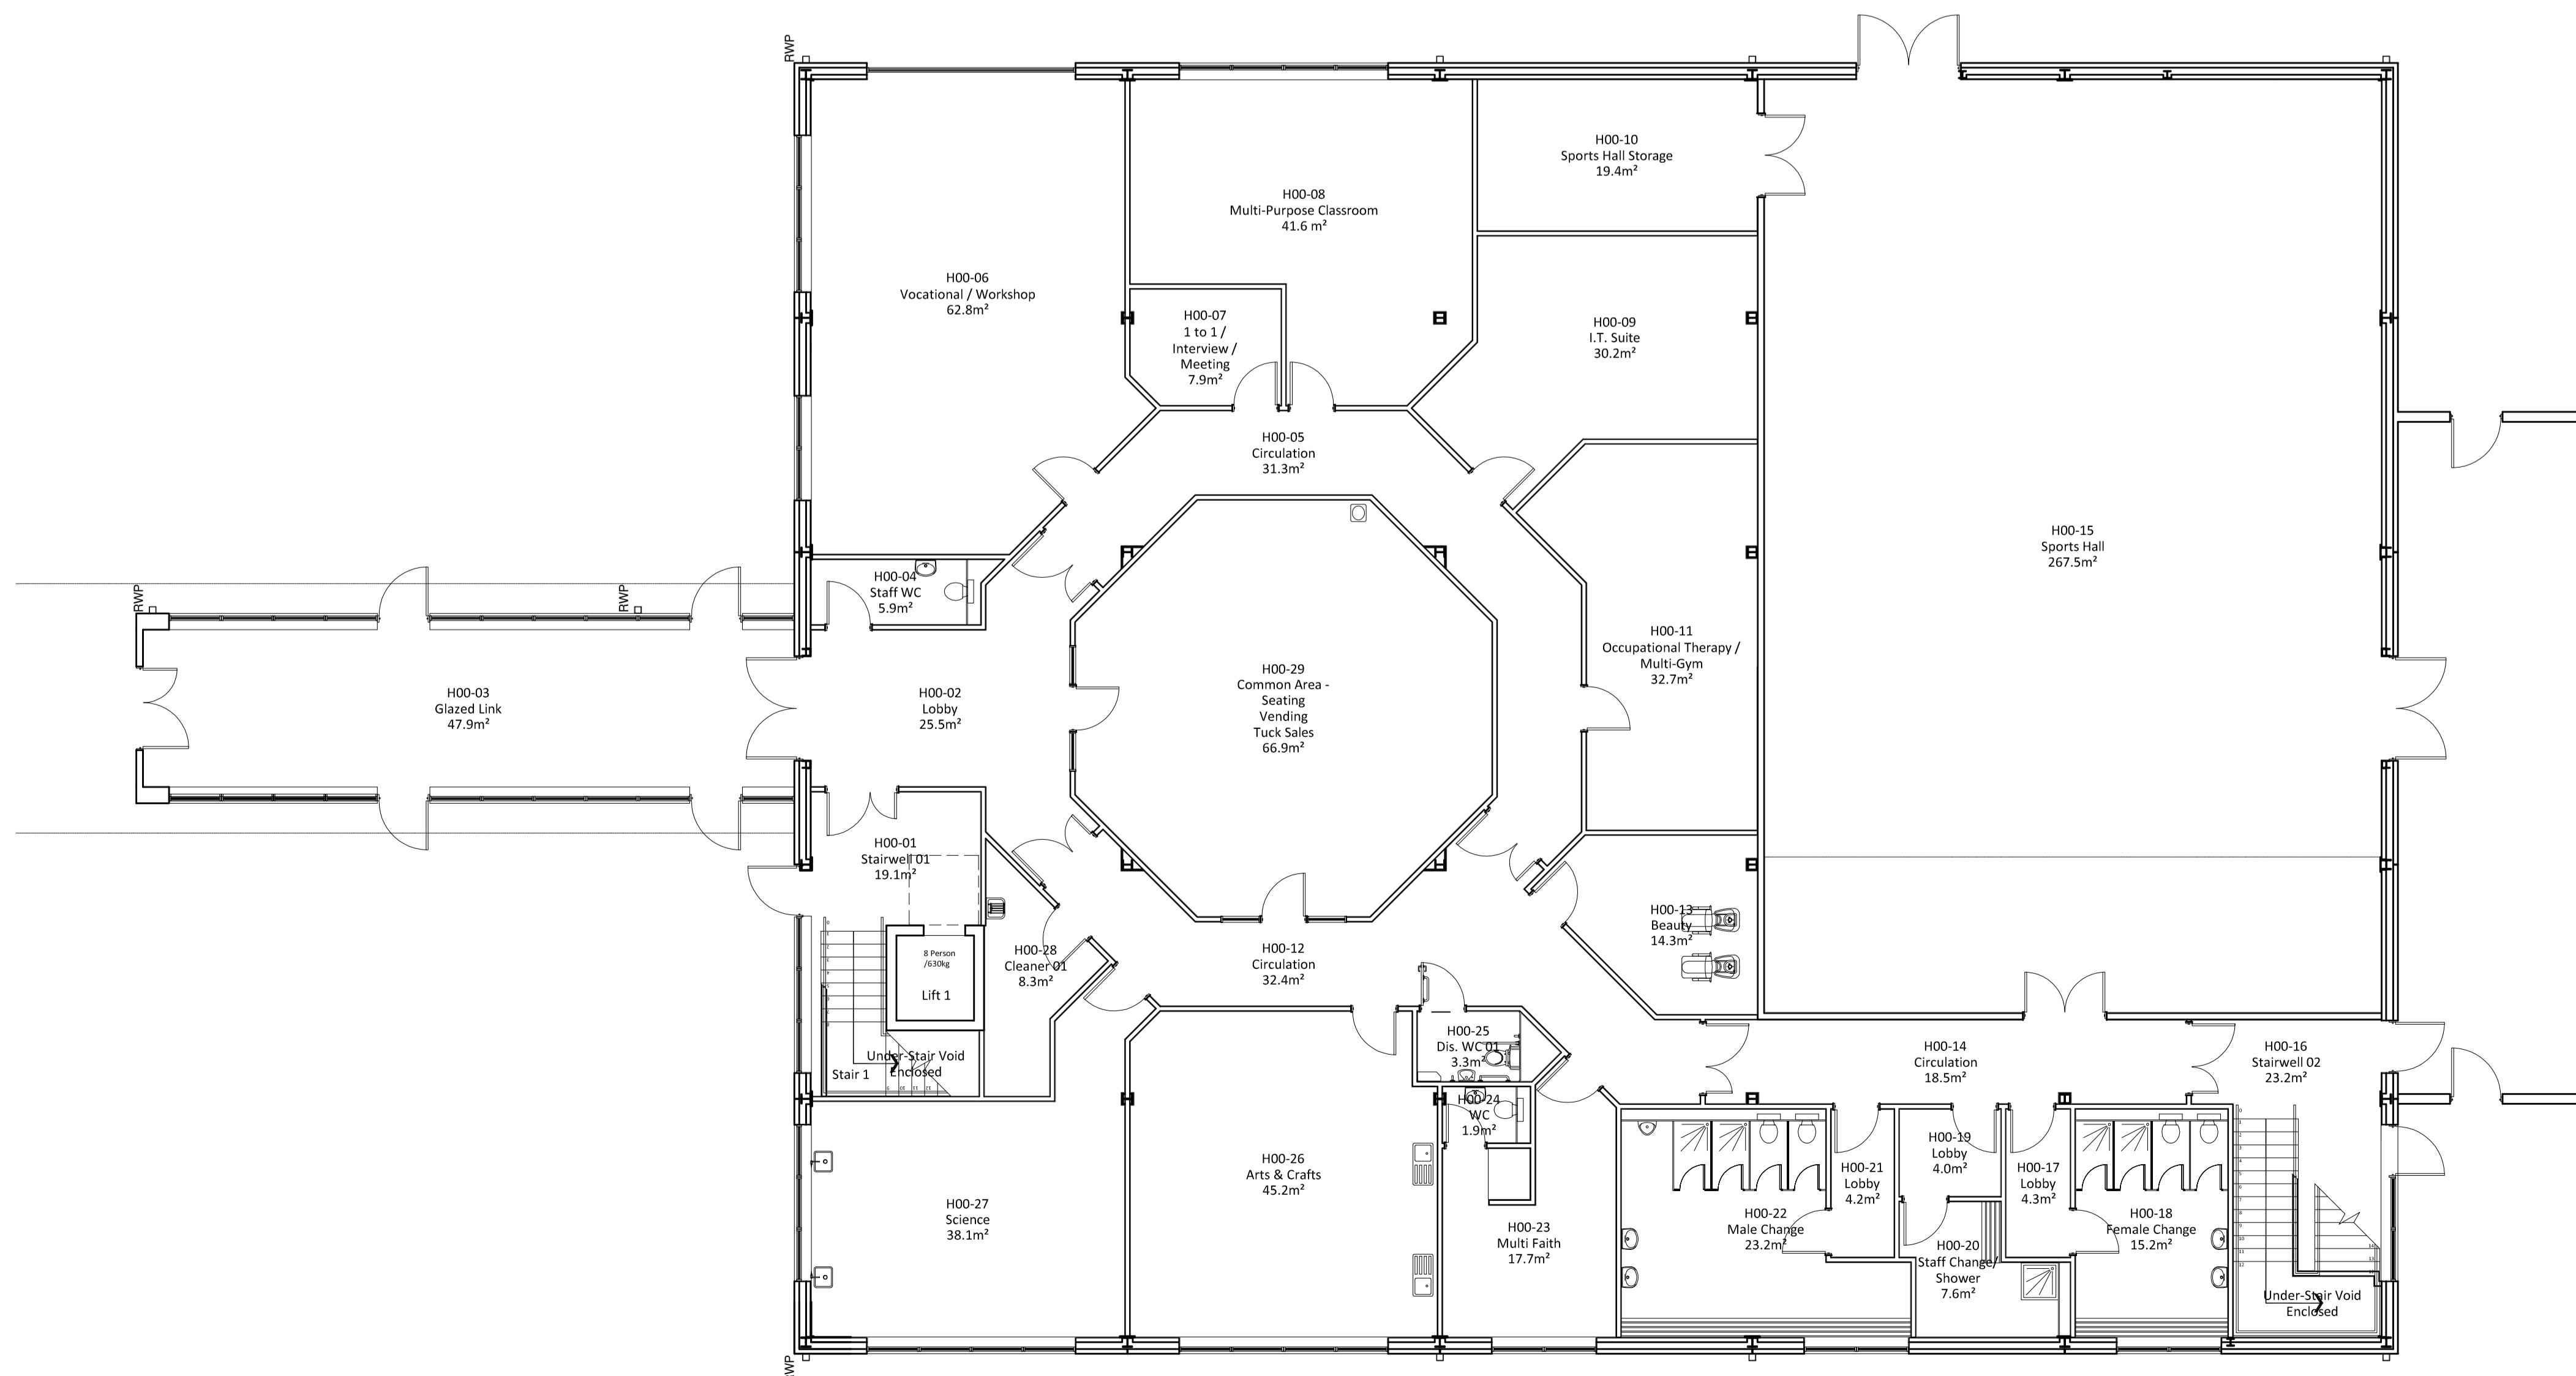 RWP
H00-10
Sports Hall Storage
19.4m²
H00-08
Multi-Purpose Classroom
41.6 m²
H00-06
Vocational / Workshop
62.8m²
H00-07
1 to 1 /
Interview /
Meeting
7.9m²
H00-09
I.T. Suite
30.2m²
H00-05
Circulation
31.3m²
H00-15
Sports Hall
267.5m²
H00-04
Staff WC
5.9m²
RWP
RWP
H00-11
Occupational Therapy /
Multi-Gym
32.7m²
H00-03
Glazed Link
47.9m²
H00-02
Lobby
25.5m²
H00-29
Common Area -
Seating
Vending
Tuck Sales
66.9m²
H00-01
Stairwell 01
19.1m²
H00-13
Beauty
14.3m²
8 Person
/630kg
Lift 1
H00-28
Cleaner 01
8.3m²
H00-12
Circulation
32.4m²
Under-Stair Void
Enclosed
Stair 1
H00-25
Dis. WC 01
3.3m²
H00-14
Circulation
18.5m²
H00-16
Stairwell 02
23.2m²
H00-24
WC
1.9m²
H00-26
Arts & Crafts
45.2m²
H00-27
Science
38.1m²
H00-23
Multi Faith
17.7m²
H00-22
Male Change
23.2m²
H00-21
Lobby
4.2m²
H00-19
Lobby
4.0m²
H00-17
Lobby
4.3m²
H00-20
Staff Change/
Shower
7.6m²
H00-18
Female Change
15.2m²
Under-Stair Void
Enclosed
RWP